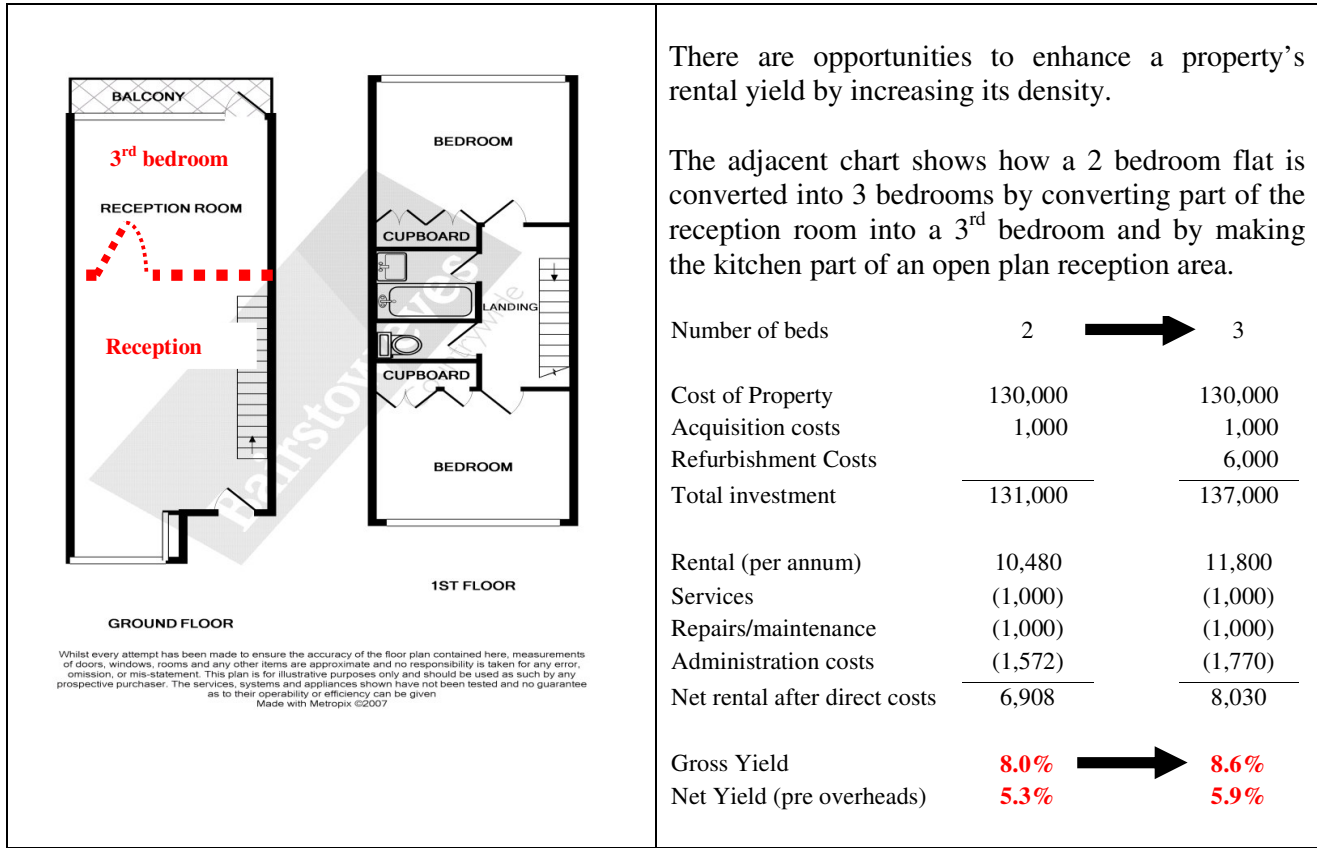 BALCONY
3rd bedroom
RECEPTION ROOM
Reception
GROUND FLOOR
BEDROOM
CUPBOARD
LANDING
CUPBOARD
BEDROOM
1ST FLOOR
Bairstow Eves
Countrywide
Whilst every attempt has been made to ensure the accuracy of the floor plan contained here, measurements
of doors, windows, rooms and any other items are approximate and no responsibility is taken for any error,
omission, or mis-statement. This plan is for illustrative purposes only and should be used as such by any
prospective purchaser. The services, systems and appliances shown have not been tested and no guarantee
as to their operability or efficiency can be given
Made with Metropix ©2007
There are opportunities to enhance a property's
rental yield by increasing its density.
The adjacent chart shows how a 2 bedroom flat is
converted into 3 bedrooms by converting part of the
reception room into a 3rd bedroom and by making
the kitchen part of an open plan reception area.
Number of beds 2 3
Cost of Property 130,000 130,000
Acquisition costs 1,000 1,000
Refurbishment Costs 6,000
Total investment 131,000 137,000
Rental (per annum) 10,480 11,800
Services (1,000) (1,000)
Repairs/maintenance (1,000) (1,000)
Administration costs (1,572) (1,770)
Net rental after direct costs 6,908 8,030
Gross Yield 8.0% 8.6%
Net Yield (pre overheads) 5.3% 5.9%